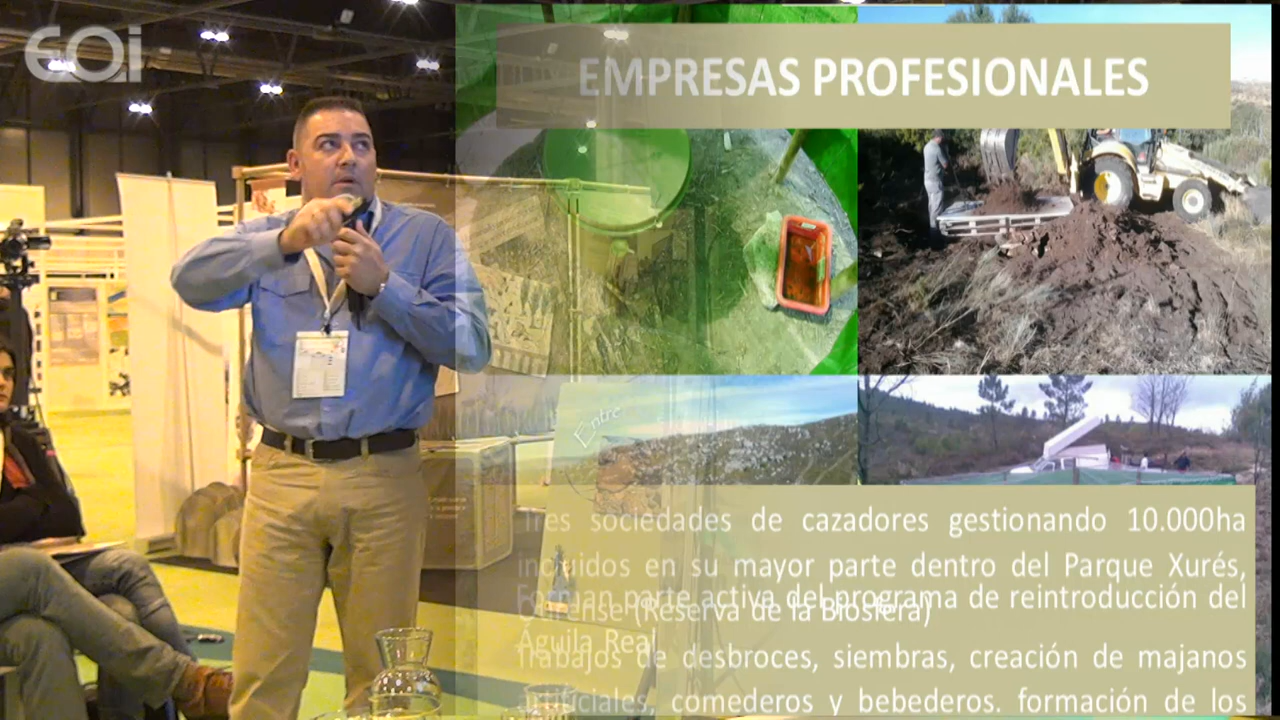 EOi
EMPRESAS PROFESIONALES
Entre
Tres sociedades de cazadores gestionando 10.000ha
incluidos en su mayor parte dentro del Parque Xurés,
Forman parte activa del programa de reintroducción del
Ourense (Reserva de la Biosfera)
Águila Real
Trabajos de desbroces, siembras, creación de majanos
artificiales, comederos y bebederos. formación de los